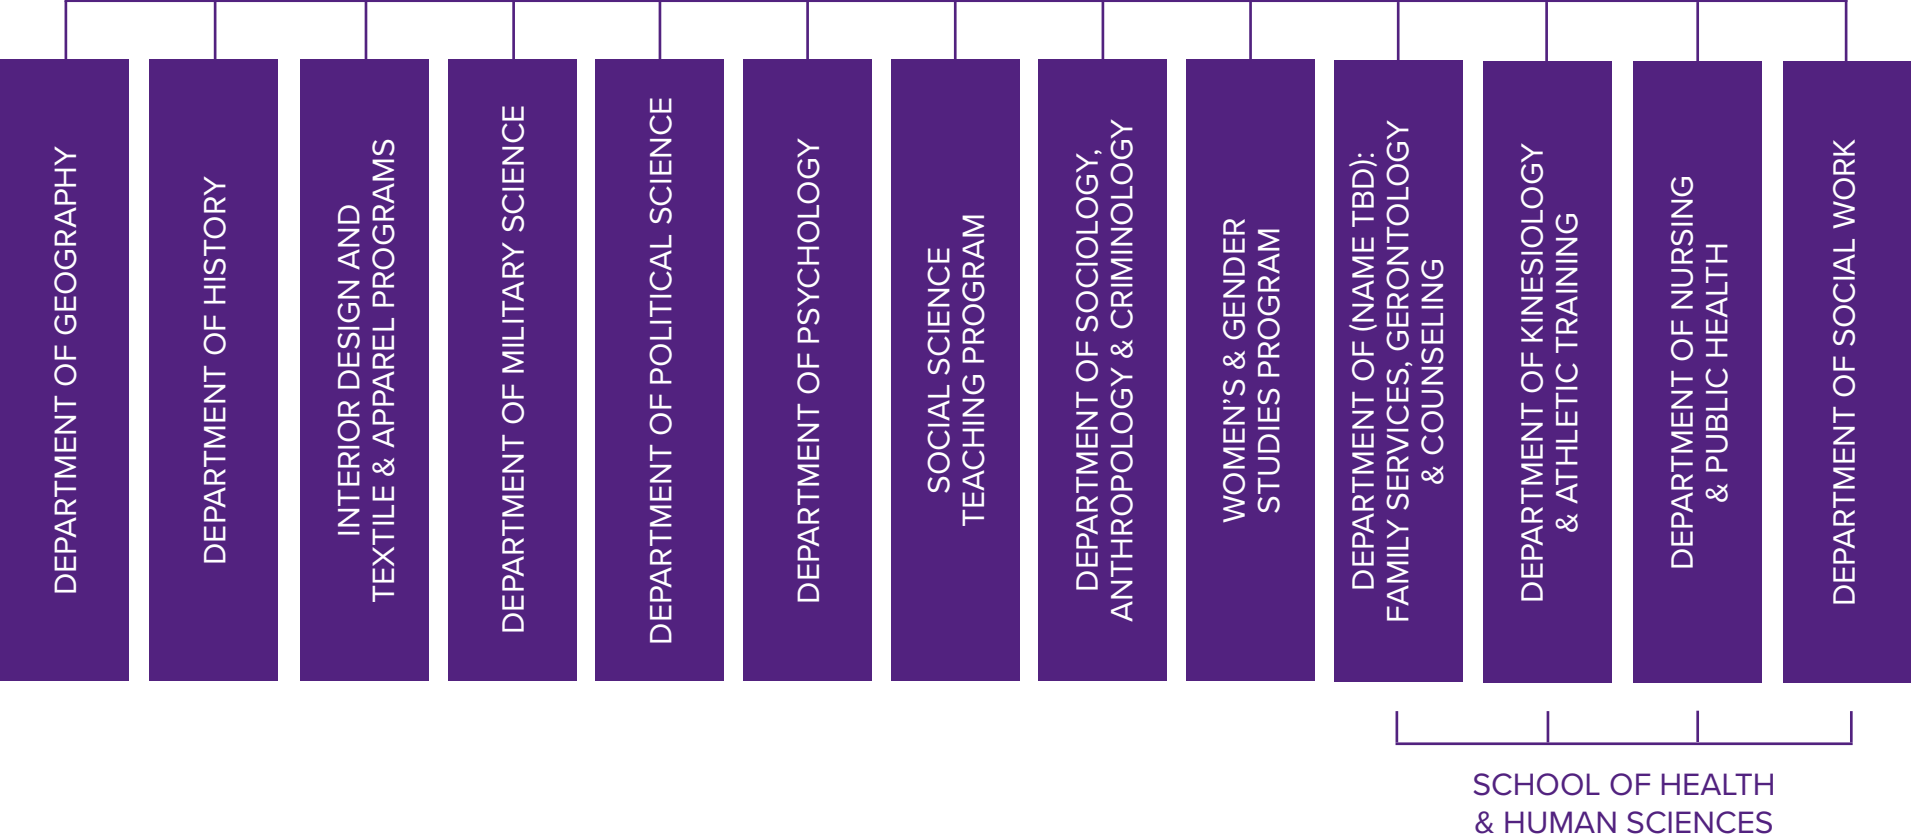 DEPARTMENT OF GEOGRAPHY
DEPARTMENT OF HISTORY
INTERIOR DESIGN AND
TEXTILE & APPAREL PROGRAMS
DEPARTMENT OF MILITARY SCIENCE
DEPARTMENT OF POLITICAL SCIENCE
DEPARTMENT OF PSYCHOLOGY
SOCIAL SCIENCE
TEACHING PROGRAM
DEPARTMENT OF SOCIOLOGY,
ANTHROPOLOGY & CRIMINOLOGY
WOMEN’S & GENDER
STUDIES PROGRAM
DEPARTMENT OF (NAME TBD):
FAMILY SERVICES, GERONTOLOGY
& COUNSELING
DEPARTMENT OF KINESIOLOGY
& ATHLETIC TRAINING
DEPARTMENT OF NURSING
& PUBLIC HEALTH
DEPARTMENT OF SOCIAL WORK
SCHOOL OF HEALTH
& HUMAN SCIENCES